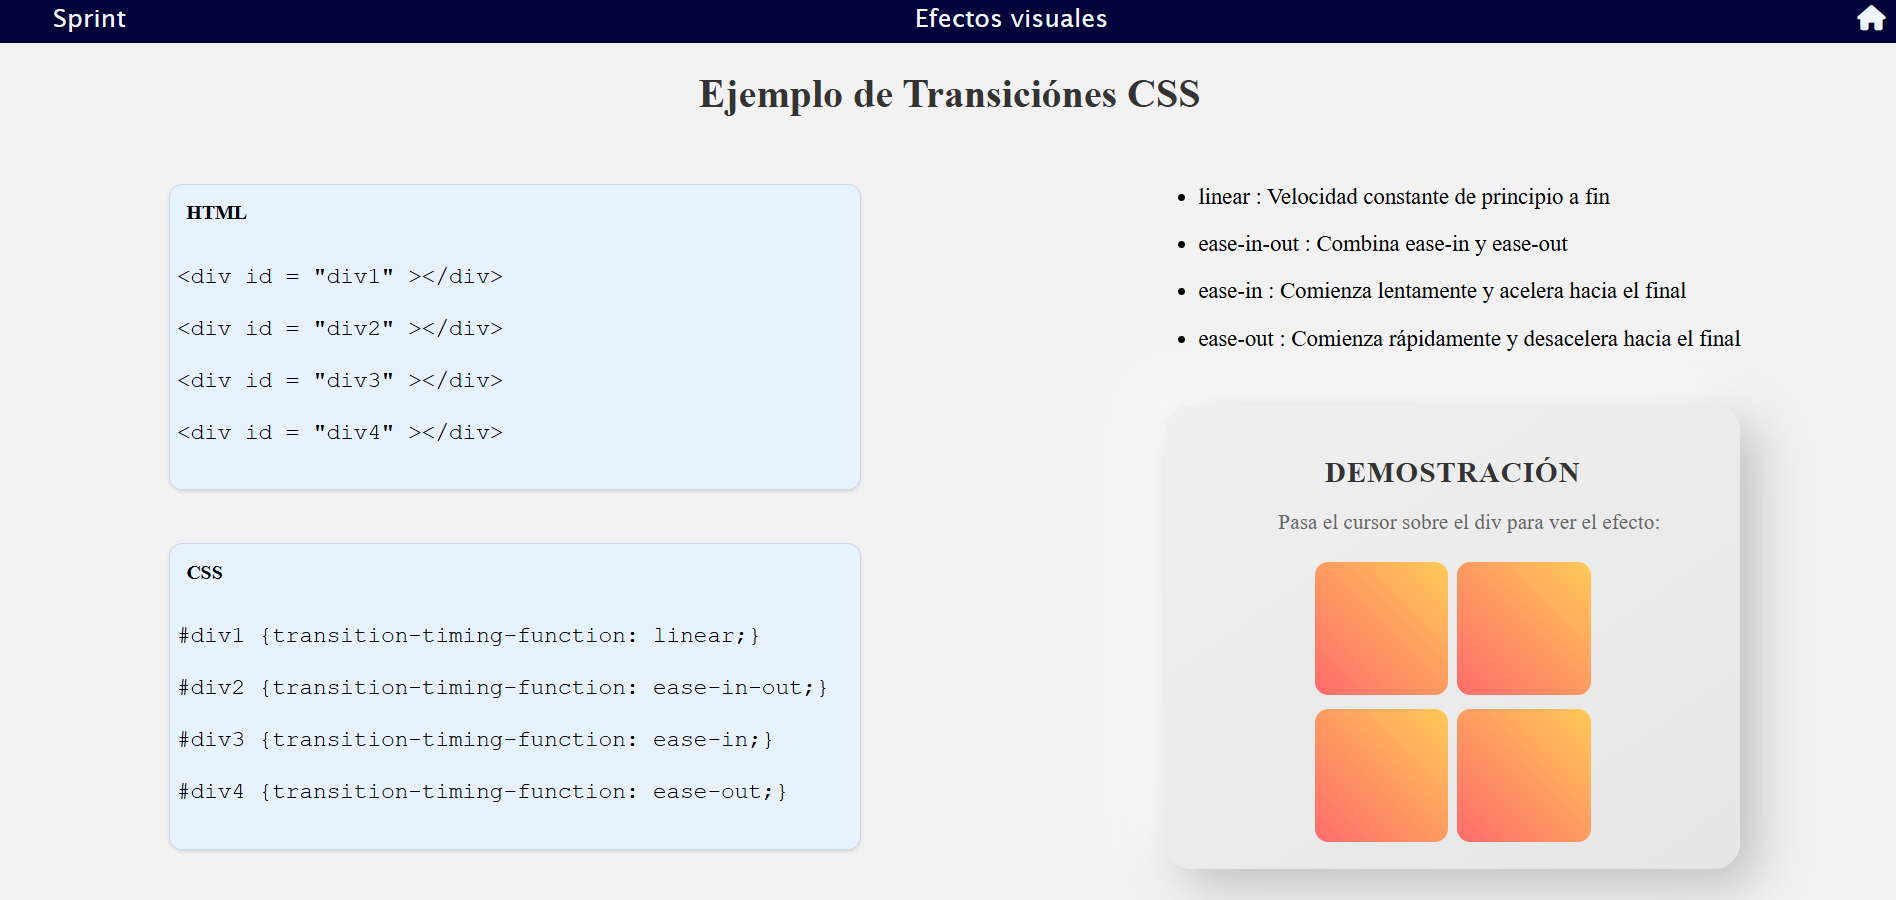 Sprint
Efectos visuales
Ejemplo de Transiciónes CSS
HTML
<div id = "div1" ></div>
<div id = "div2" ></div>
<div id = "div3" ></div>
<div id = "div4" ></div>
CSS
#div1 {transition-timing-function: linear;}
#div2 {transition-timing-function: ease-in-out;}
#div3 {transition-timing-function: ease-in;}
#div4 {transition-timing-function: ease-out;}
• linear : Velocidad constante de principio a fin
• ease-in-out : Combina ease-in y ease-out
• ease-in : Comienza lentamente y acelera hacia el final
• ease-out : Comienza rápidamente y desacelera hacia el final
DEMOSTRACIÓN
Pasa el cursor sobre el div para ver el efecto: